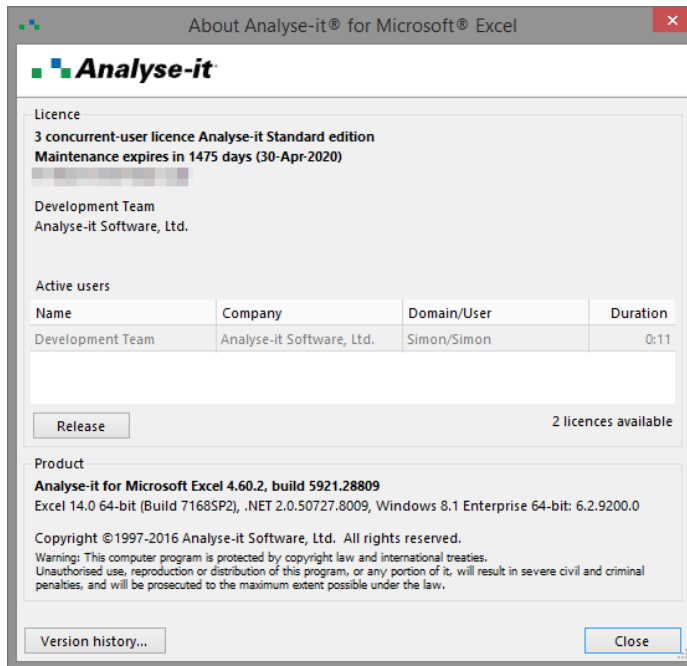 About Analyse-it® for Microsoft® Excel
Analyse-it
Licence
3 concurrent-user licence Analyse-it Standard edition
Maintenance expires in 1475 days (30-Apr-2020)
Development Team
Analyse-it Software, Ltd.
Active users
Name Company Domain/User Duration
Development Team Analyse-it Software, Ltd. Simon/Simon 0:11
Release 2 licences available
Product
Analyse-it for Microsoft Excel 4.60.2, build 5921.28809
Excel 14.0 64-bit (Build 7168SP2), .NET 2.0.50727.8009, Windows 8.1 Enterprise 64-bit: 6.2.9200.0
Copyright ©1997-2016 Analyse-it Software, Ltd. All rights reserved.
Warning: This computer program is protected by copyright law and international treaties.
Unauthorised use, reproduction or distribution of this program, or any portion of it, will result in severe civil and criminal
penalties, and will be prosecuted to the maximum extent possible under the law.
Version history... Close